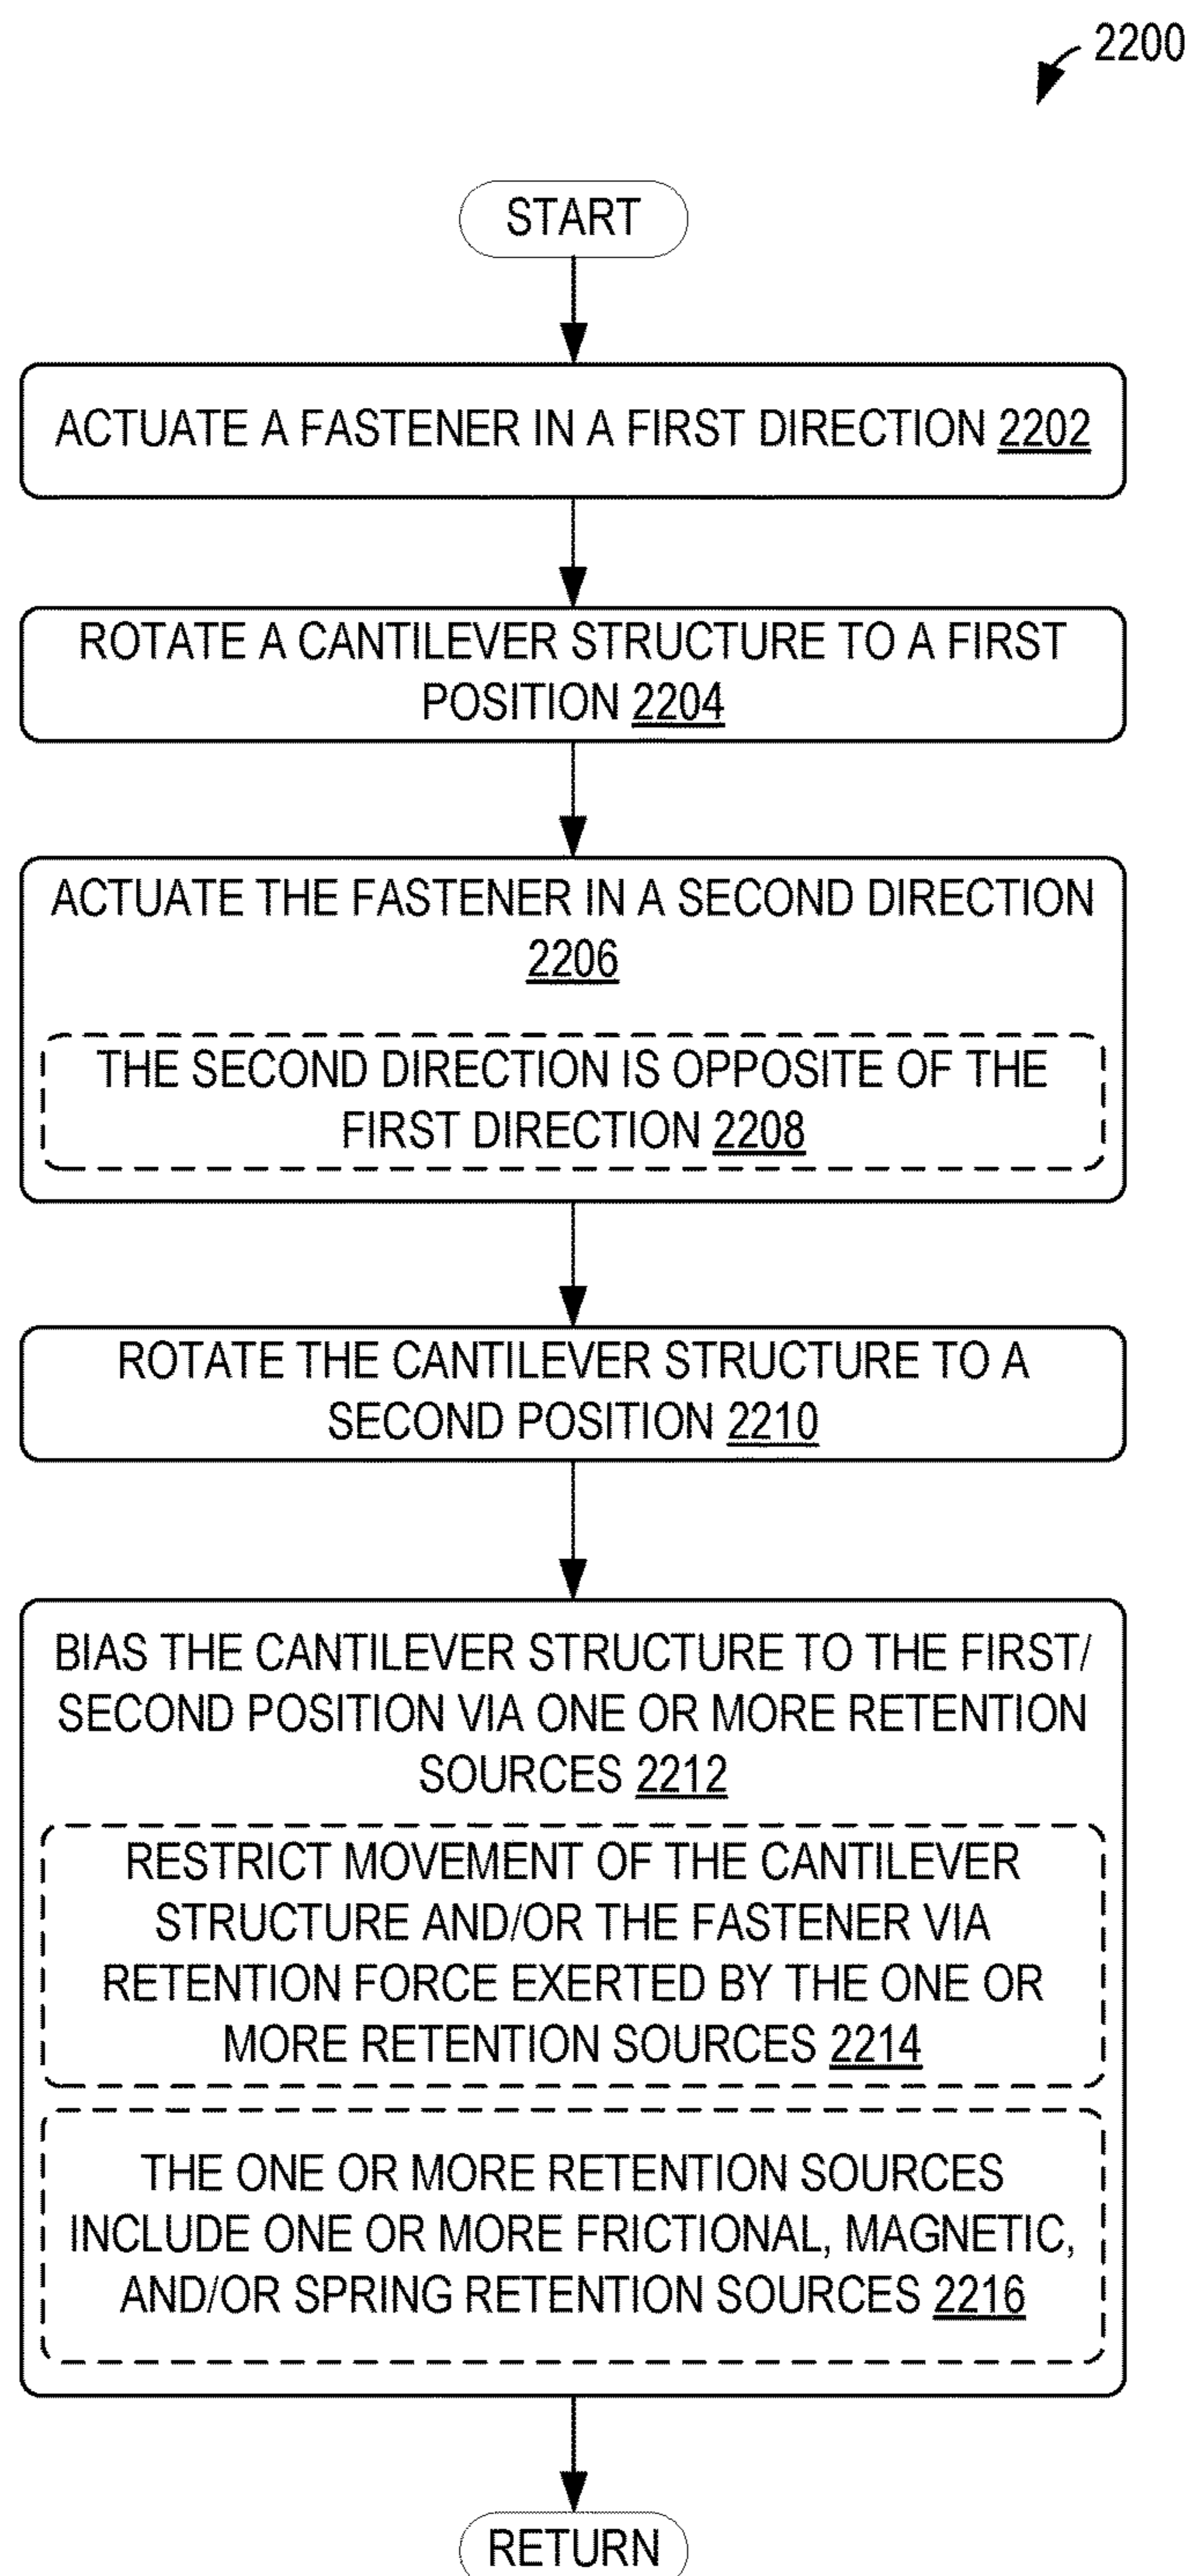 2200
START
ACTUATE A FASTENER IN A FIRST DIRECTION 2202
ROTATE A CANTILEVER STRUCTURE TO A FIRST
POSITION 2204
ACTUATE THE FASTENER IN A SECOND DIRECTION
2206
THE SECOND DIRECTION IS OPPOSITE OF THE
FIRST DIRECTION 2208
ROTATE THE CANTILEVER STRUCTURE TO A
SECOND POSITION 2210
BIAS THE CANTILEVER STRUCTURE TO THE FIRST/
SECOND POSITION VIA ONE OR MORE RETENTION
SOURCES 2212
RESTRICT MOVEMENT OF THE CANTILEVER
STRUCTURE AND/OR THE FASTENER VIA
RETENTION FORCE EXERTED BY THE ONE OR
MORE RETENTION SOURCES 2214
THE ONE OR MORE RETENTION SOURCES
INCLUDE ONE OR MORE FRICTIONAL, MAGNETIC,
AND/OR SPRING RETENTION SOURCES 2216
RETURN